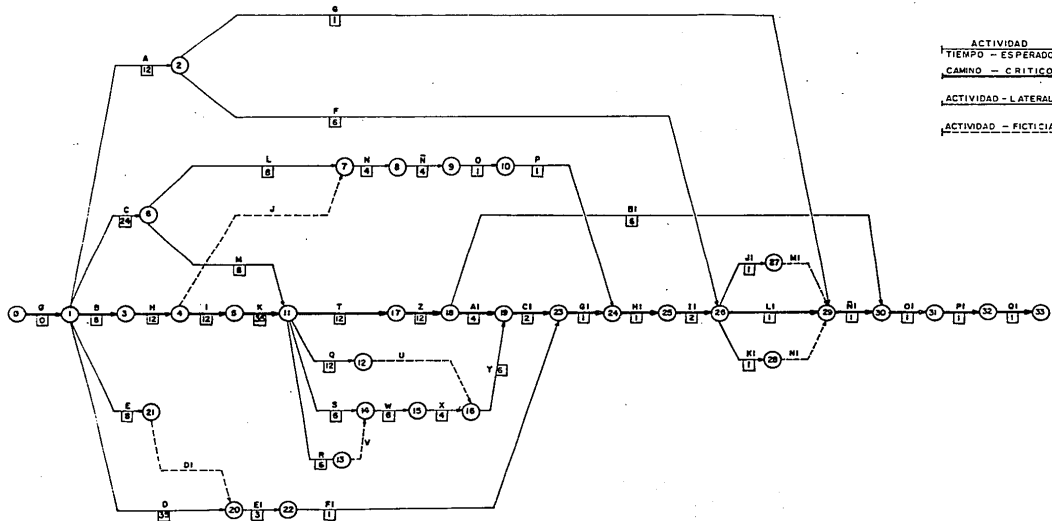 G
1
A
12
2
F
6
L
8
7
N
4
8
N̄
4
9
O
1
10
P
1
ACTIVIDAD
TIEMPO - ESPERADO
CAMINO - CRITICO
ACTIVIDAD - LATERAL
ACTIVIDAD - FICTICIA
C
24
6
J
M
8
B1
6
J1
1
27
M1
0
0
1
B
8
3
H
12
4
I
12
5
K
11
T
12
17
Z
12
18
A1
4
19
C1
2
23
G1
1
24
H1
1
25
I1
2
26
L1
1
29
N̄1
1
30
O1
1
31
P1
1
32
Q1
1
33
Q
12
12
U
Y
6
K1
1
28
N1
E
8
21
S
6
14
W
6
15
X
4
16
R
6
13
V
D1
D
35
20
E1
3
22
F1
1